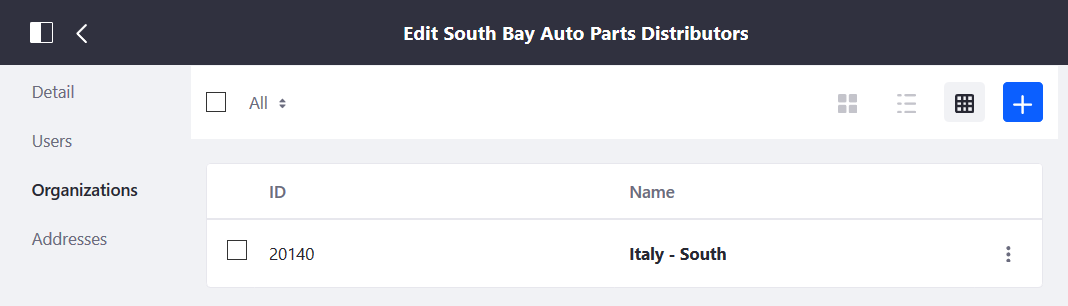 Edit South Bay Auto Parts Distributors
Detail
Users
Organizations
Addresses
All
ID Name
20140 Italy - South